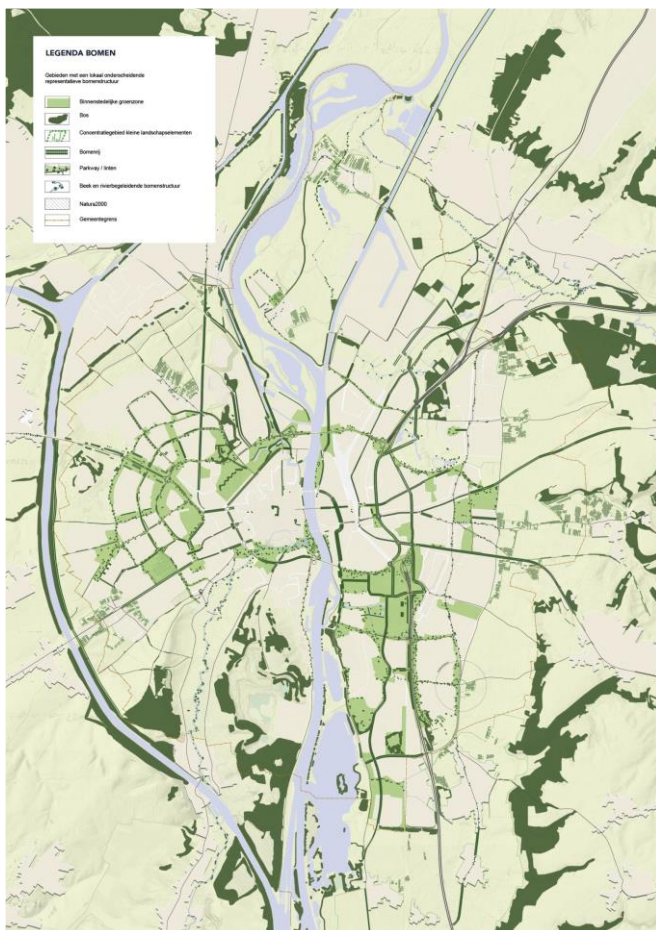 LEGENDA BOMEN
Gebieden met een lokaal onderscheidende
representatieve bomenstructuur
Binnenstedelijke groenzone
Bos
Concentratiegebied kleine landschapselementen
Bomenrij
Parkway / linten
Beek en rivierbegeleidende bomenstructuur
Natura2000
Gemeentegrens